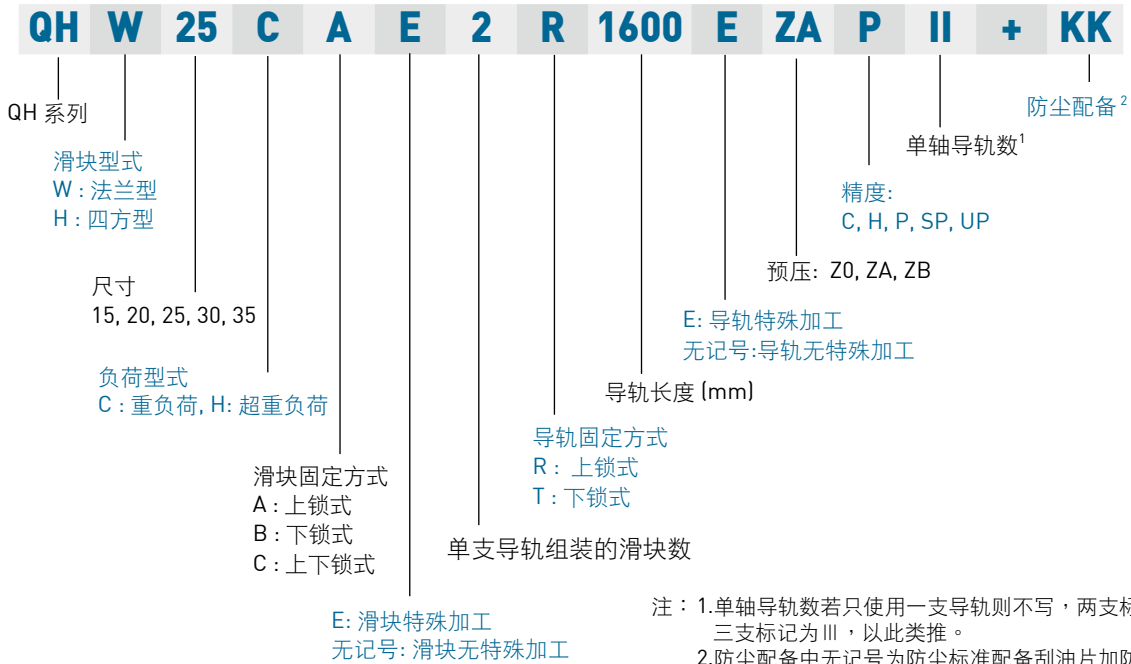 QH W 25 C A E 2 R 1600 E ZA P II + KK
QH 系列
滑块型式
W : 法兰型
H : 四方型
尺寸
15, 20, 25, 30, 35
负荷型式
C : 重负荷, H: 超重负荷
滑块固定方式
A : 上锁式
B : 下锁式
C : 上下锁式
E: 滑块特殊加工
无记号: 滑块无特殊加工
单支导轨组装的滑块数
导轨固定方式
R : 上锁式
T : 下锁式
导轨长度 (mm)
E: 导轨特殊加工
无记号:导轨无特殊加工
预压: Z0, ZA, ZB
精度:
C, H, P, SP, UP
单轴导轨数1
防尘配备2
注：1.单轴导轨数若只使用一支导轨则不写，两支标
三支标记为Ⅲ，以此类推。
2.防尘配备中无记号为防尘标准配备刮油片加防